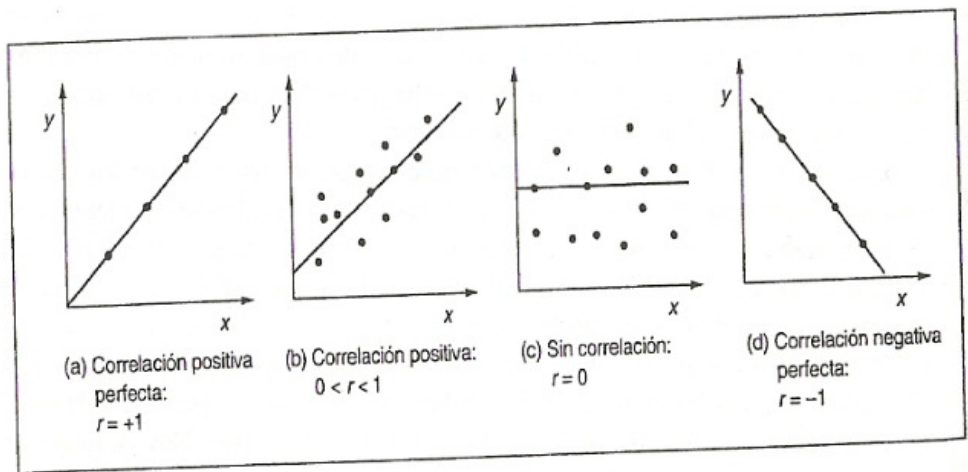 y
x
(a) Correlación positiva
perfecta:
r = +1
y
x
(b) Correlación positiva:
0 < r < 1
y
x
(c) Sin correlación:
r = 0
y
x
(d) Correlación negativa
perfecta:
r = −1